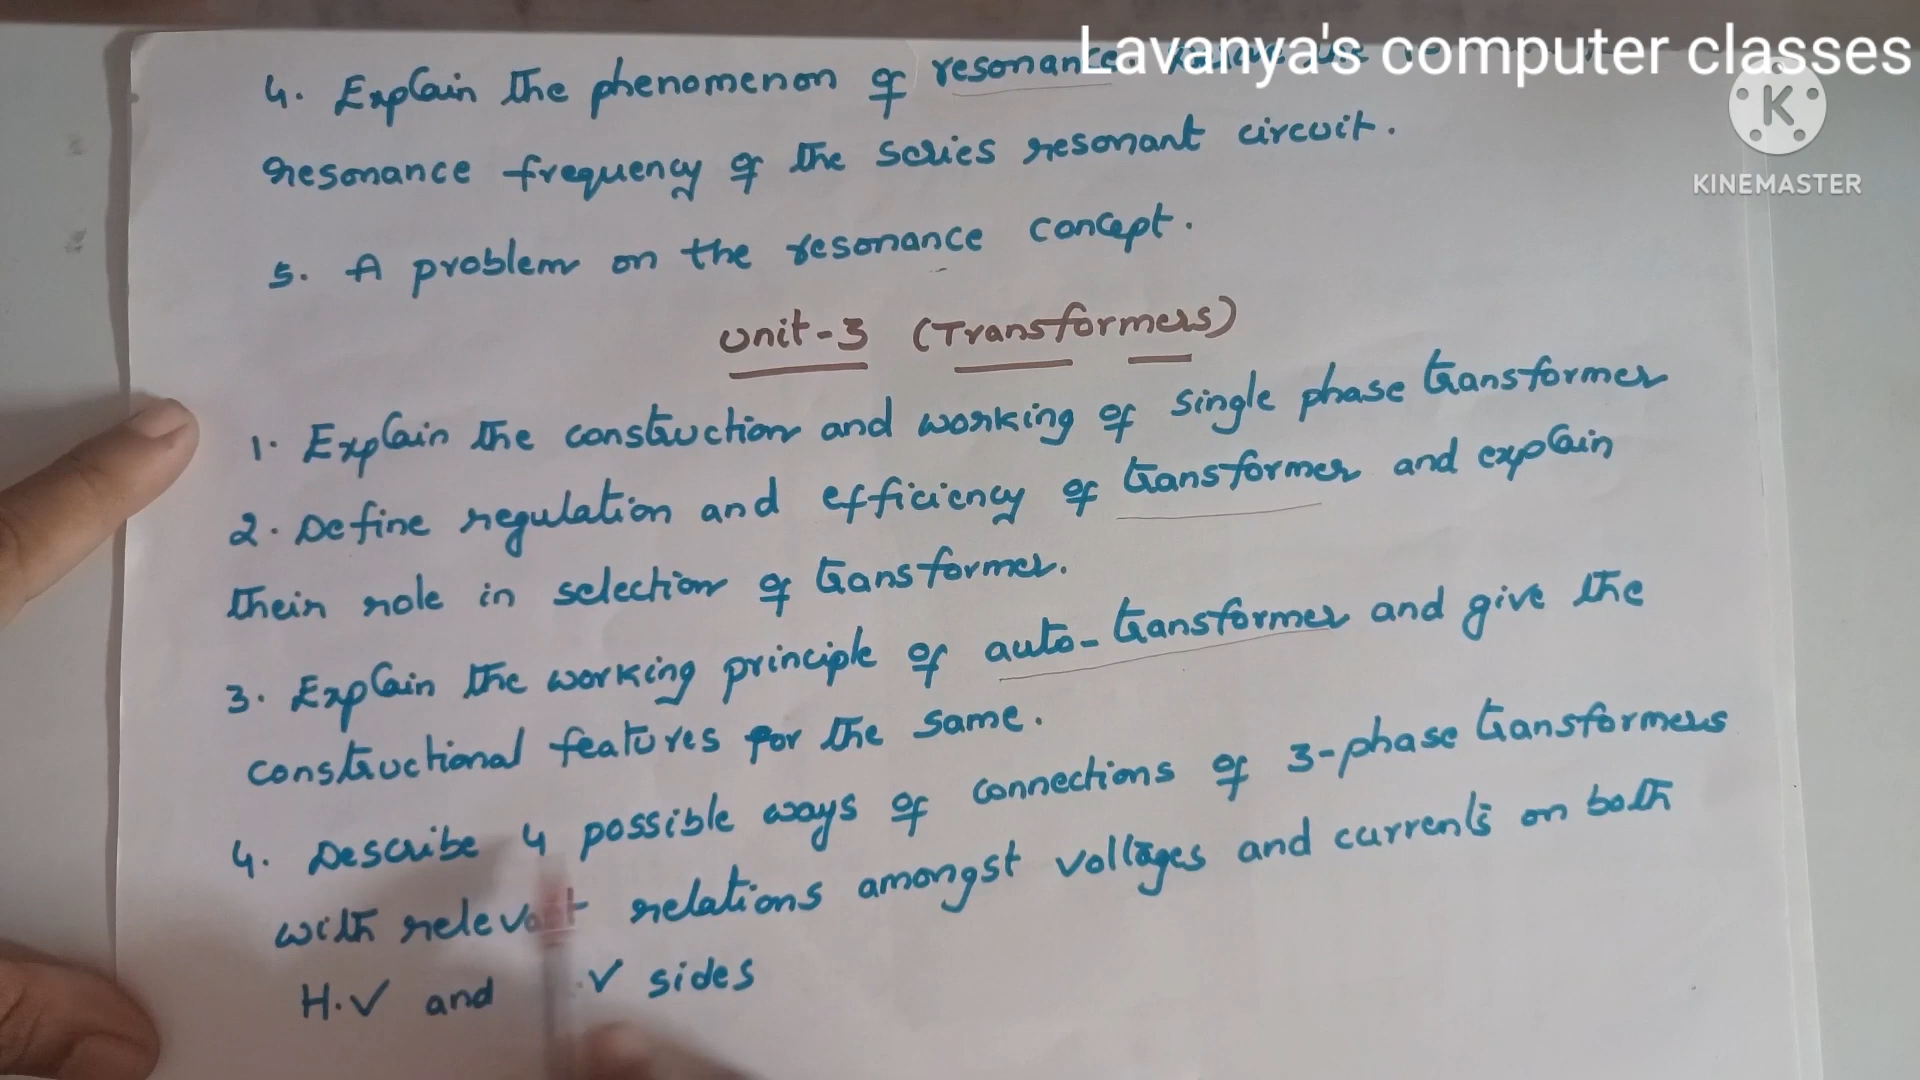 Lavanya's computer classes
4. Explain the phenomenon of resonance
resonance frequency of the series resonant circuit.
KINEMASTER
5. A problem on the resonance concept.
Unit-3 (Transformers)
1. Explain the construction and working of single phase transformer
2. Define regulation and efficiency of transformer and explain
their role in selection of transformer.
3. Explain the working principle of auto-transformer and give the
constructional features for the same.
4. Describe 4 possible ways of connections of 3-phase transformers
with relevant relations amongst voltages and currents on both
H.V and .V sides